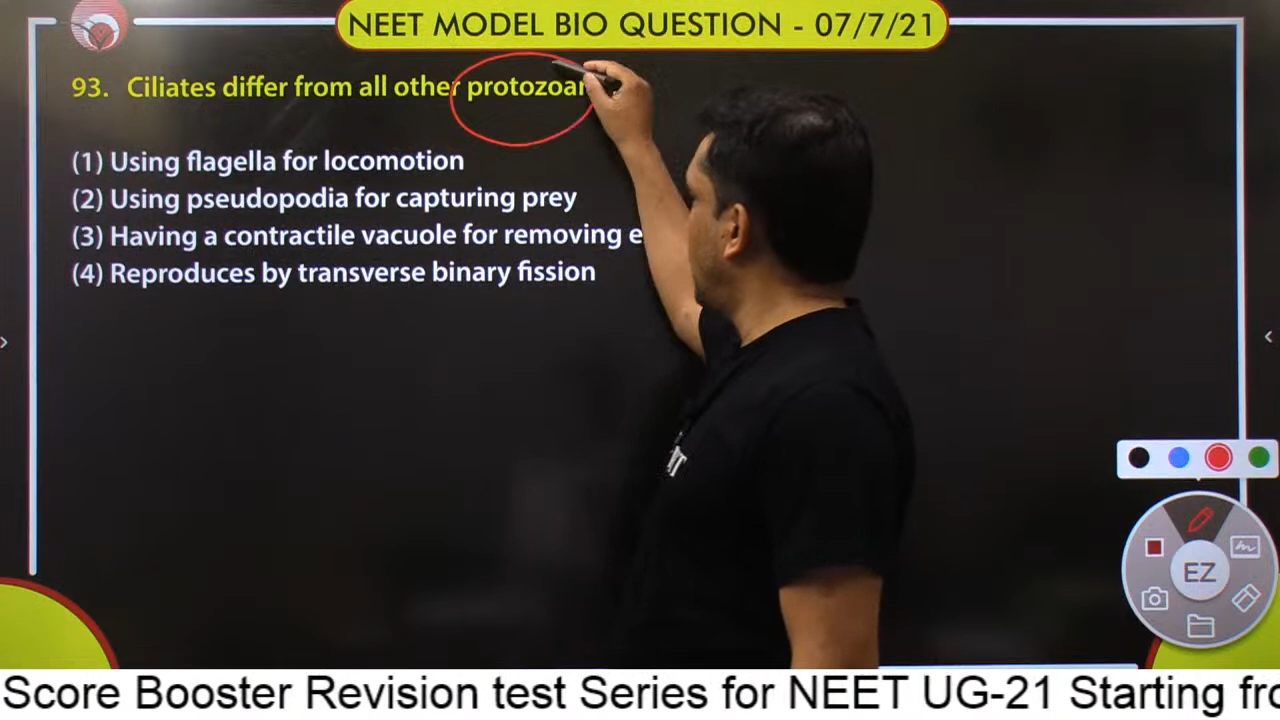 NEET MODEL BIO QUESTION - 07/7/21
93. Ciliates differ from all other
(1) Using flagella for locomotion
(2) Using pseudopodia for capturing prey
(3) Having a contractile vacuole for removing
(4) Reproduces by transverse binary fission
EZ
Score Booster Revision test Series for NEET UG-21 Starting